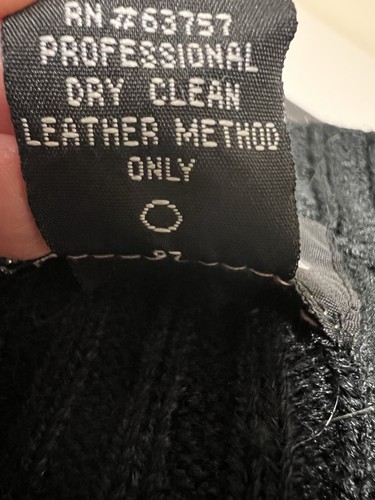 RN#63757
PROFESSIONAL
DRY CLEAN
LEATHER METHOD
ONLY